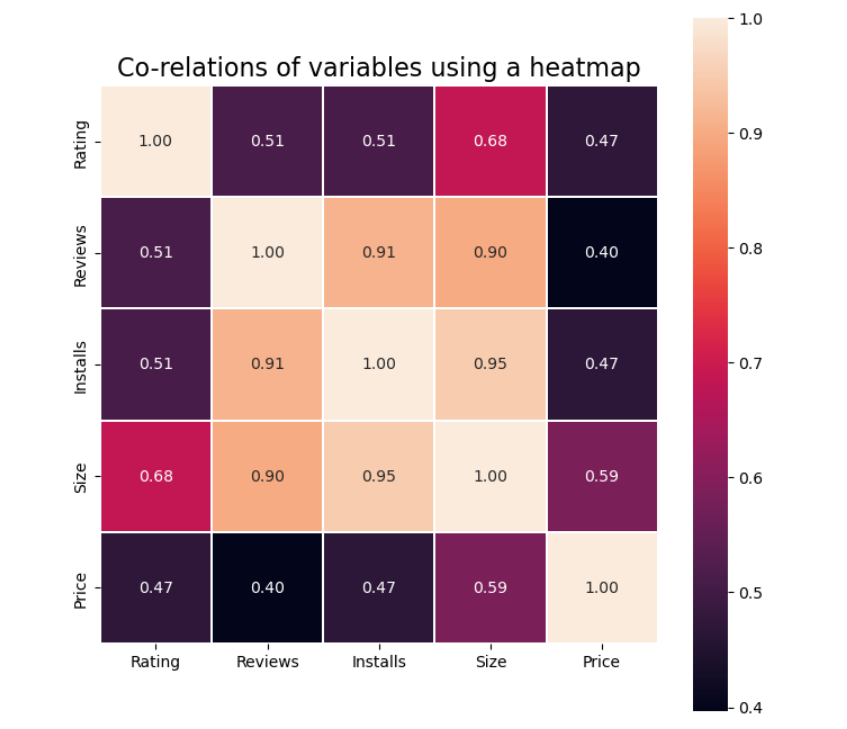 Co-relations of variables using a heatmap
Rating 1.00 0.51 0.51 0.68 0.47
Reviews 0.51 1.00 0.91 0.90 0.40
Installs 0.51 0.91 1.00 0.95 0.47
Size 0.68 0.90 0.95 1.00 0.59
Price 0.47 0.40 0.47 0.59 1.00
Rating Reviews Installs Size Price
1.0
0.9
0.8
0.7
0.6
0.5
0.4